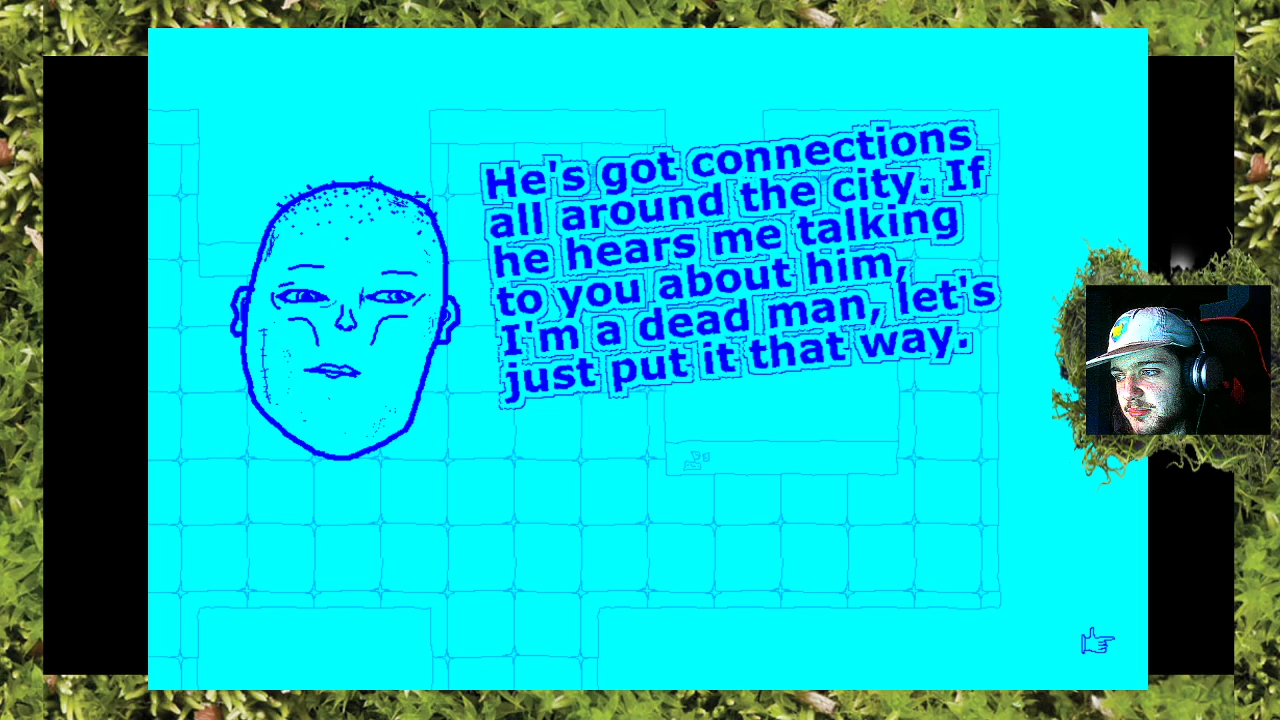 He's got connections
all around the city. If
he hears me talking
to you about him,
I'm a dead man, let's
just put it that way.